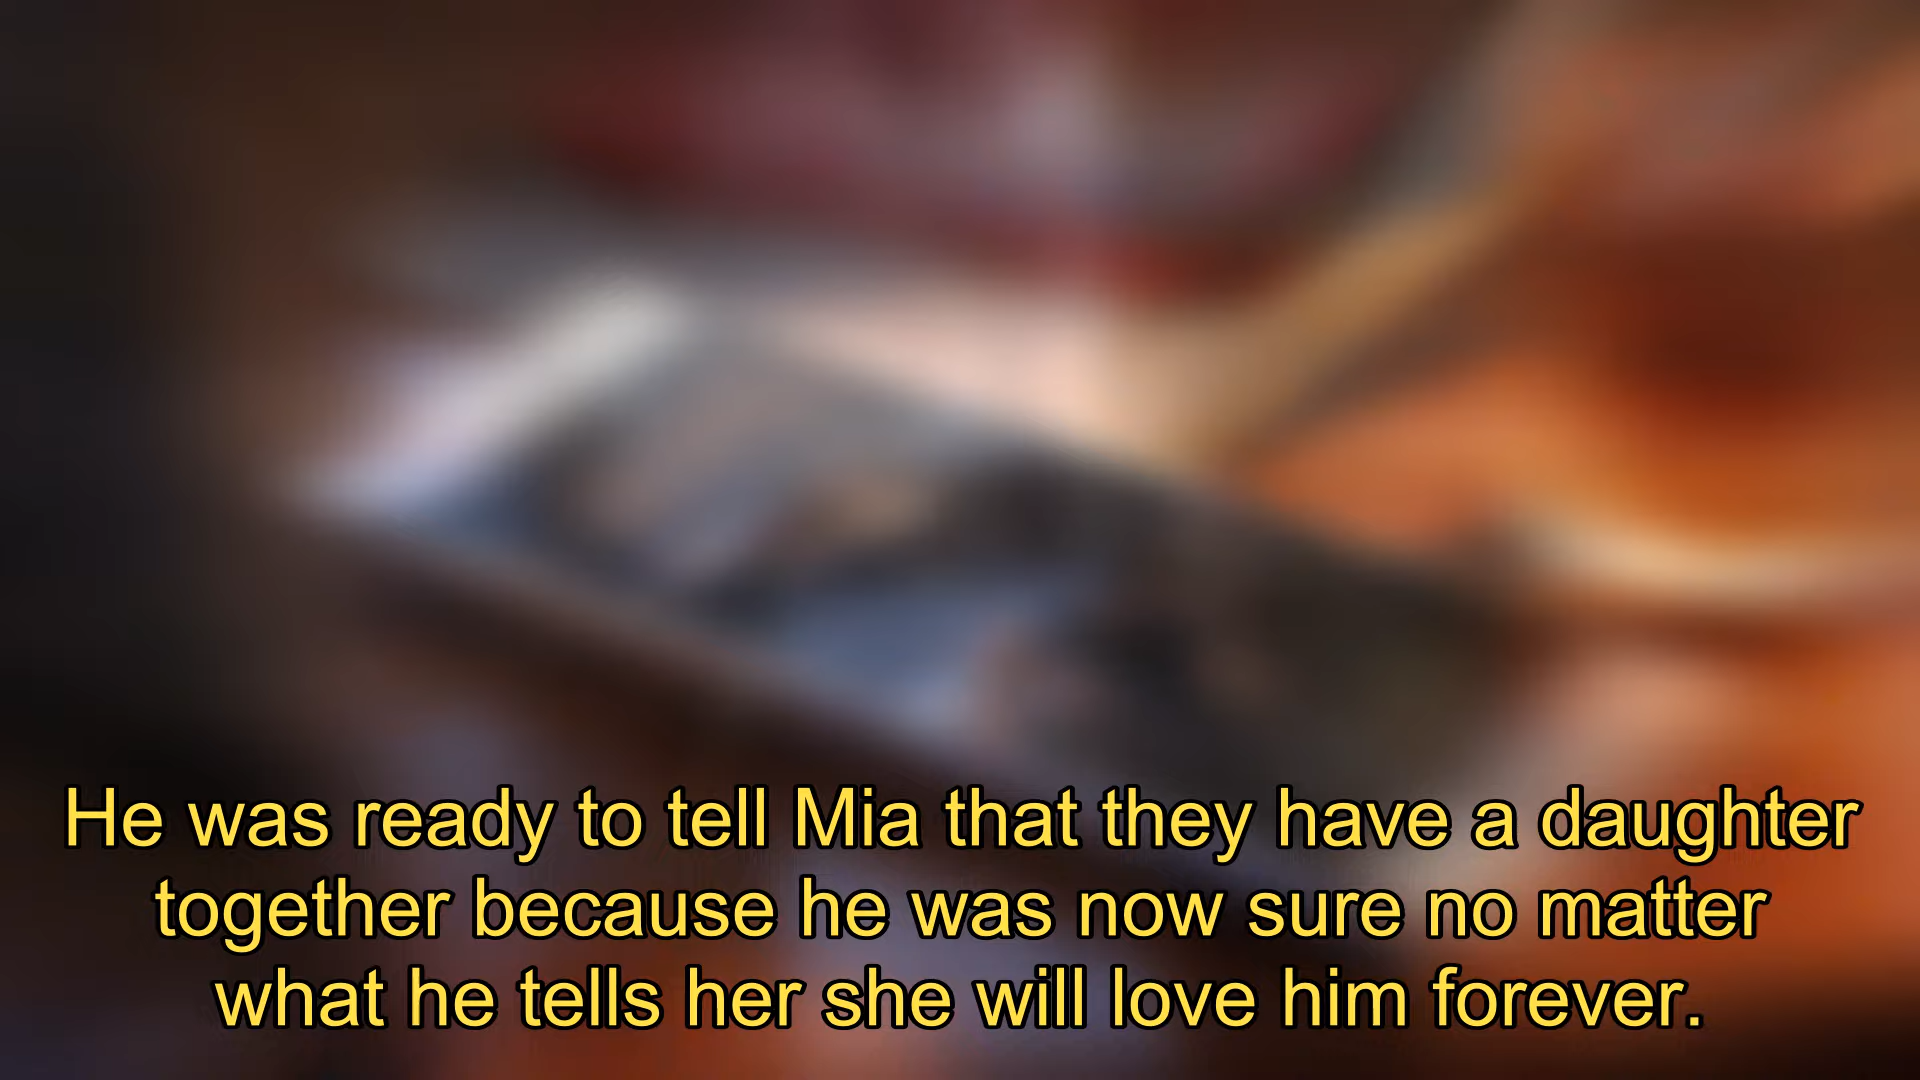 He was ready to tell Mia that they have a daughter
together because he was now sure no matter
what he tells her she will love him forever.